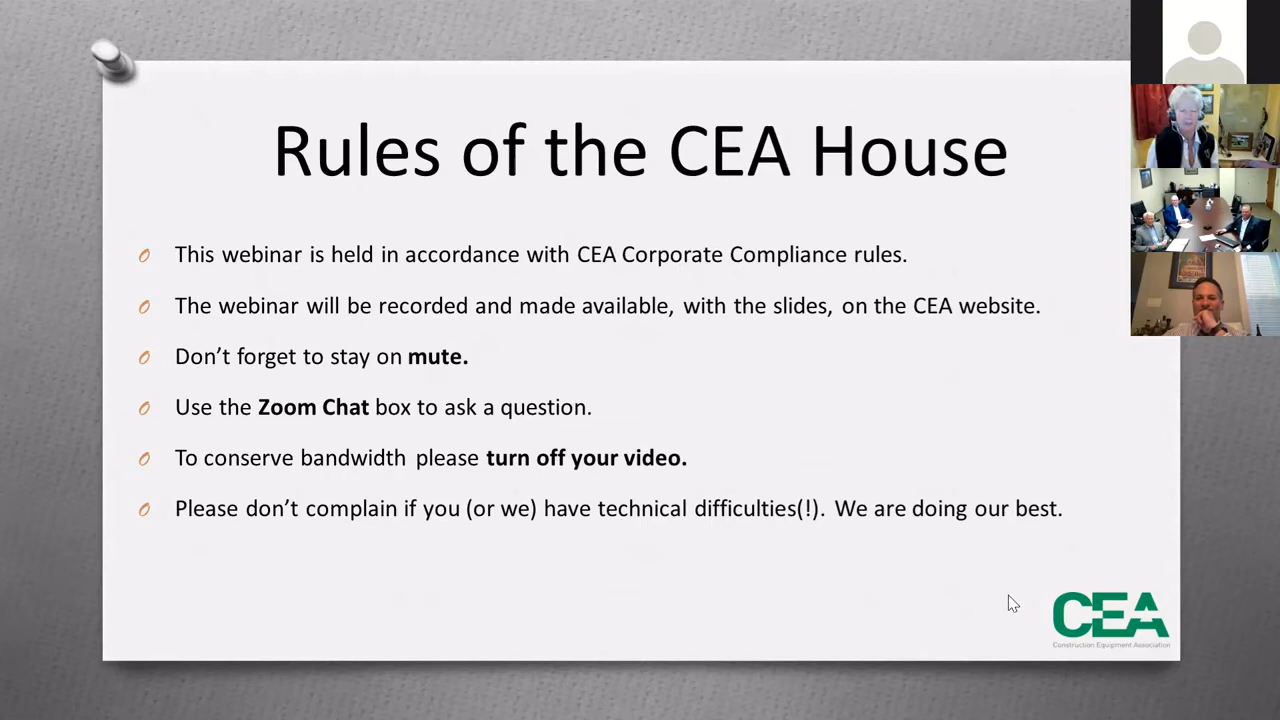 Rules of the CEA House
This webinar is held in accordance with CEA Corporate Compliance rules.
The webinar will be recorded and made available, with the slides, on the CEA website.
Don’t forget to stay on mute.
Use the Zoom Chat box to ask a question.
To conserve bandwidth please turn off your video.
Please don’t complain if you (or we) have technical difficulties(!). We are doing our best.
CEA
Construction Equipment Association